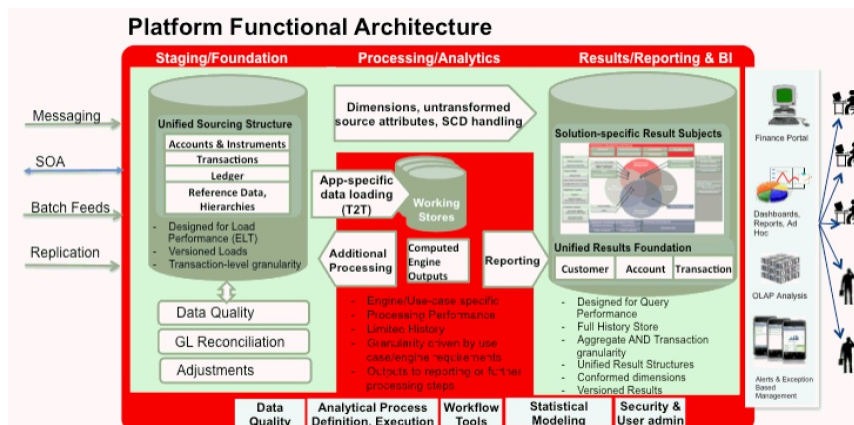 Platform Functional Architecture
Staging/Foundation
Processing/Analytics
Results/Reporting & BI
Messaging
SOA
Batch Feeds
Replication
Unified Sourcing Structure
Accounts & Instruments
Transactions
Ledger
Reference Data,
Hierarchies
- Designed for Load
Performance (ELT)
- Versioned Loads
- Transaction-level granularity
Data Quality
GL Reconciliation
Adjustments
Dimensions, untransformed
source attributes, SCD handling
App-specific
data loading
(T2T)
Working
Stores
Additional
Processing
Computed
Engine
Outputs
Reporting
- Engine/Use-case specific
- Processing Performance
- Limited History
- Granularity driven by use
case/engine requirements
- Outputs to reporting or further
processing steps
Solution-specific Result Subjects
Unified Results Foundation
Customer
Account
Transaction
- Designed for Query
Performance
- Full History Store
- Aggregate AND Transaction
granularity
- Unified Result Structures
- Conformed dimensions
- Versioned Results
Finance Portal
Dashboards,
Reports, Ad
Hoc
OLAP Analysis
Alerts & Exception
Based
Management
Data
Quality
Analytical Process
Definition, Execution
Workflow
Tools
Statistical
Modeling
Security &
User admin